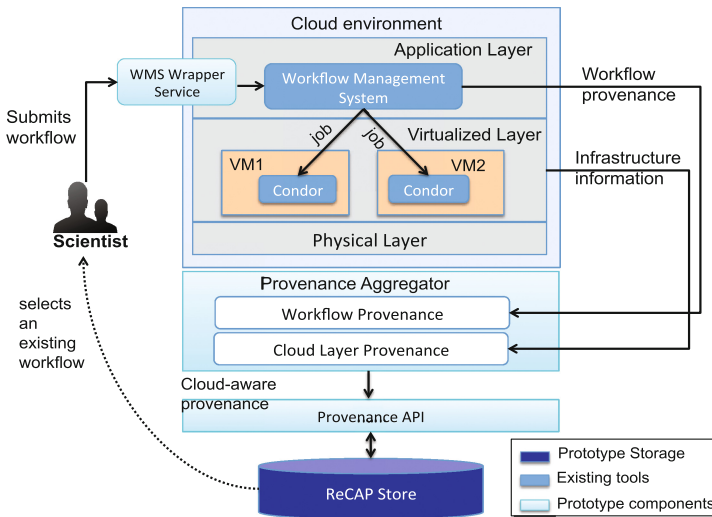 Cloud environment
Application Layer
WMS Wrapper
Service
Workflow Management
System
Workflow
provenance
Submits
workflow
job
job
Virtualized Layer
VM1
VM2
Condor
Condor
Infrastructure
information
Scientist
Physical Layer
Provenance Aggregator
Workflow Provenance
Cloud Layer Provenance
selects
an
existing
workflow
Cloud-aware
provenance
Provenance API
ReCAP Store
Prototype Storage
Existing tools
Prototype components